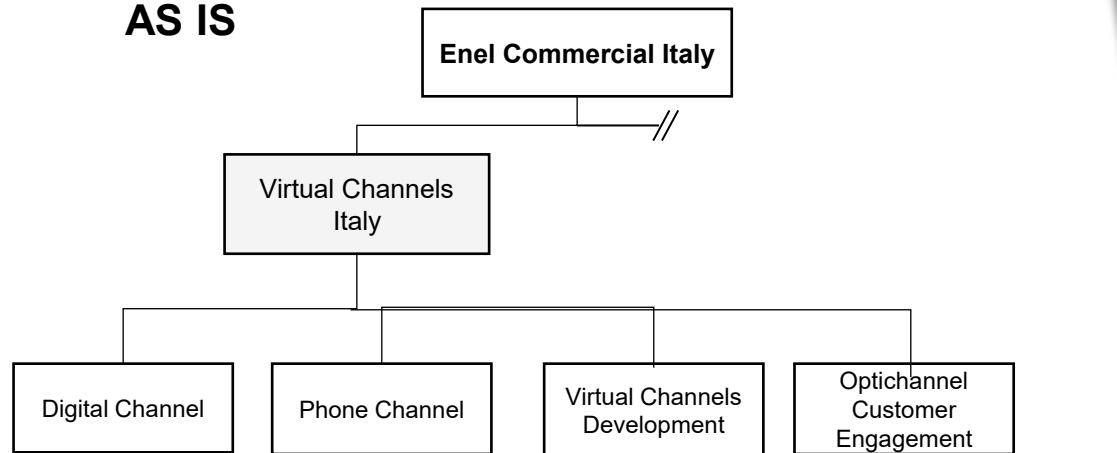 AS IS
Enel Commercial Italy
Virtual Channels
Italy
Digital Channel
Phone Channel
Virtual Channels
Development
Optichannel
Customer
Engagement